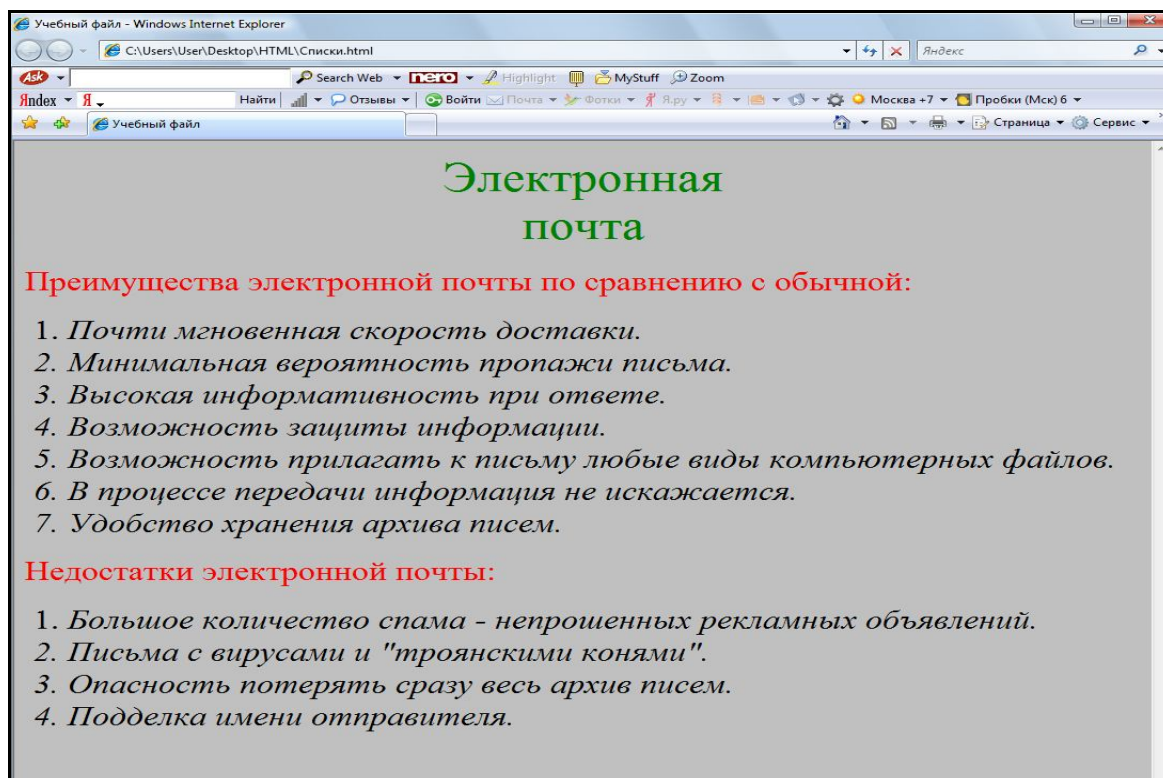 Учебный файл - Windows Internet Explorer
C:\Users\User\Desktop\HTML\Списки.html Яндекс
Ask Search Web nero Highlight MyStuff Zoom
Яndex Я Найти Отзывы Войти Почта Фотки Я.ру Москва +7 Пробки (Мск) 6
Учебный файл Страница Сервис
Электронная
почта
Преимущества электронной почты по сравнению с обычной:
1. Почти мгновенная скорость доставки.
2. Минимальная вероятность пропажи письма.
3. Высокая информативность при ответе.
4. Возможность защиты информации.
5. Возможность прилагать к письму любые виды компьютерных файлов.
6. В процессе передачи информация не искажается.
7. Удобство хранения архива писем.
Недостатки электронной почты:
1. Большое количество спама - непрошенных рекламных объявлений.
2. Письма с вирусами и "троянскими конями".
3. Опасность потерять сразу весь архив писем.
4. Подделка имени отправителя.